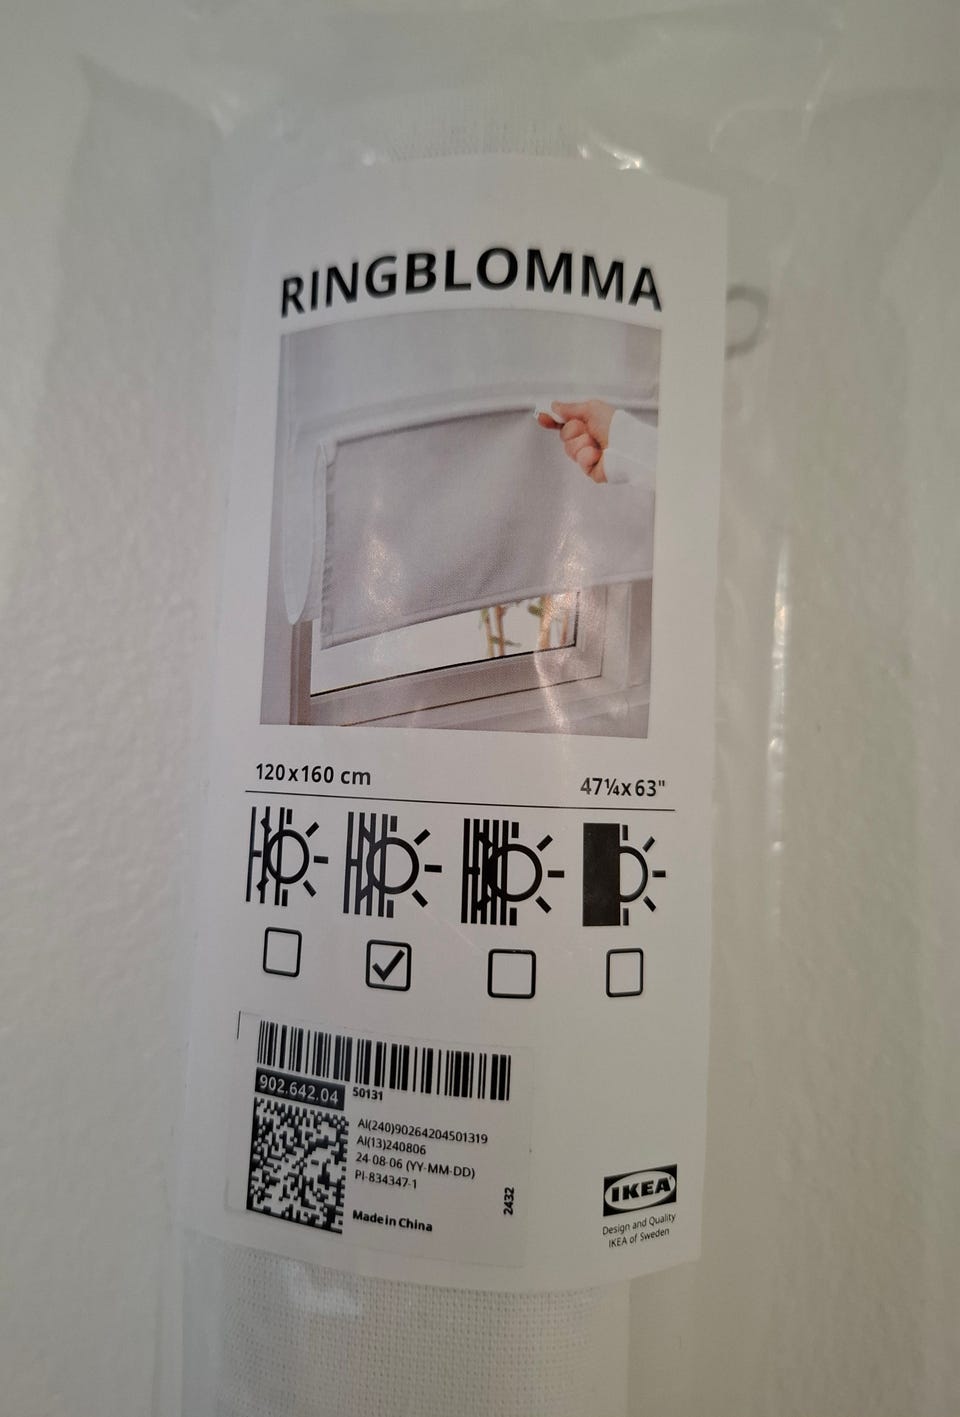 RINGBLOMMA
120x160 cm
47¼x63"
902.642.04
50131
AI(240)90264204501319
AI(13)240806
24-08-06 (YY-MM-DD)
PI-834347-1
Made in China
2432
IKEA
Design and Quality
IKEA of Sweden